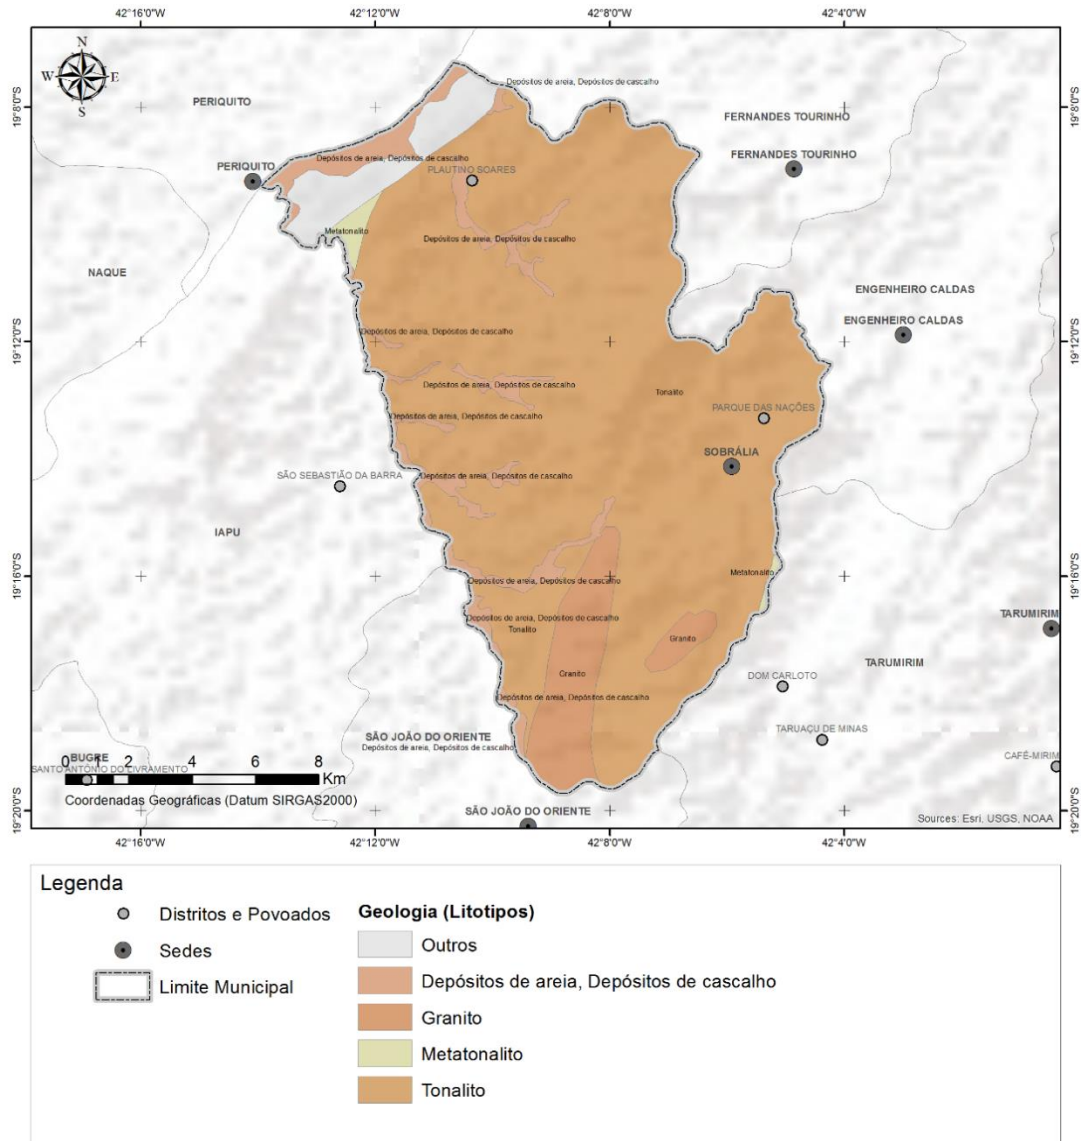 42°16'0"W 42°12'0"W 42°8'0"W 42°4'0"W
N
W E
S
19°8'0"S
19°8'0"S
Depósitos de areia, Depósitos de cascalho
PERIQUITO
FERNANDES TOURINHO
FERNANDES TOURINHO
Depósitos de areia, Depósitos de cascalho
PERIQUITO
PLAUTINO SOARES
Metatonalito
Depósitos de areia, Depósitos de cascalho
NAQUE
ENGENHEIRO CALDAS
ENGENHEIRO CALDAS
Depósitos de areia, Depósitos de cascalho
19°12'0"S
19°12'0"S
Depósitos de areia, Depósitos de cascalho
Tonalito
PARQUE DAS NAÇÕES
Depósitos de areia, Depósitos de cascalho
SOBRÁLIA
SÃO SEBASTIÃO DA BARRA
Depósitos de areia, Depósitos de cascalho
IAPU
Metatonalito
19°16'0"S
19°16'0"S
Depósitos de areia, Depósitos de cascalho
TARUMIRIM
Depósitos de areia, Depósitos de cascalho
Tonalito
Granito
TARUMIRIM
Granito
DOM CARLOTO
Depósitos de areia, Depósitos de cascalho
TARUAÇU DE MINAS
SÃO JOÃO DO ORIENTE
Depósitos de areia, Depósitos de cascalho
CAFÉ-MIRIM
BUGRE
0 1 2 4 6 8
Km
SANTO ANTÔNIO DO LIVRAMENTO
Coordenadas Geográficas (Datum SIRGAS2000)
SÃO JOÃO DO ORIENTE
Sources: Esri, USGS, NOAA
19°20'0"S
19°20'0"S
42°16'0"W 42°12'0"W 42°8'0"W 42°4'0"W
Legenda
Distritos e Povoados
Sedes
Limite Municipal
Geologia (Litotipos)
Outros
Depósitos de areia, Depósitos de cascalho
Granito
Metatonalito
Tonalito